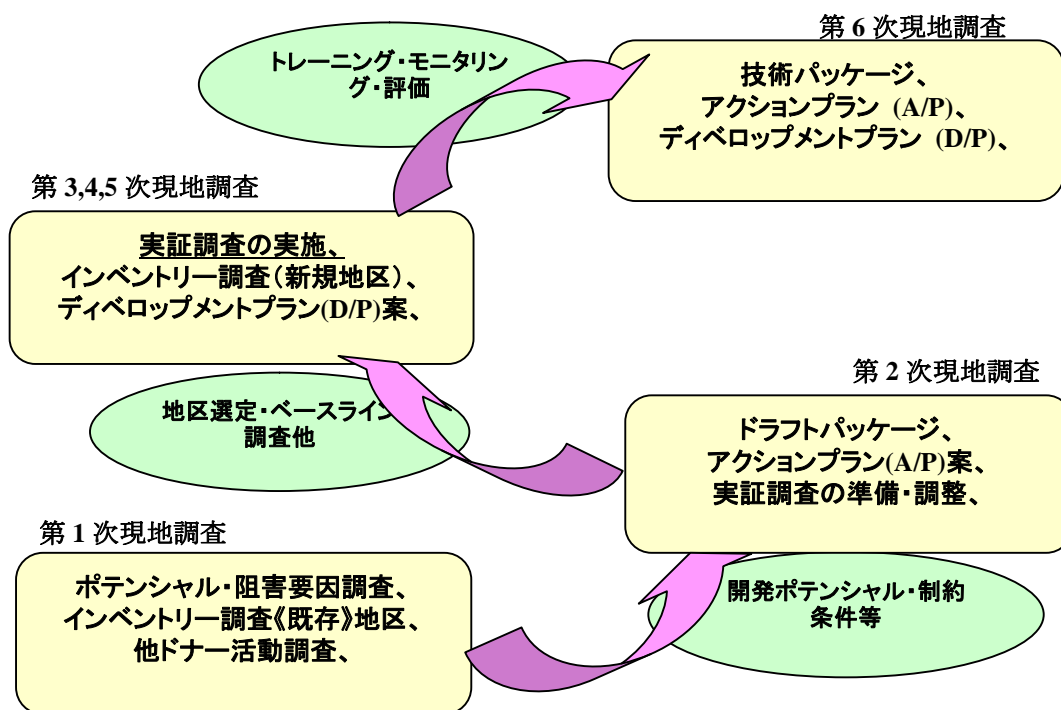 第 6 次現地調査
トレーニング・モニタリン
グ・評価
技術パッケージ、
アクションプラン (A/P)、
ディベロップメントプラン (D/P)、
第 3,4,5 次現地調査
実証調査の実施、
インベントリー調査(新規地区)、
ディベロップメントプラン(D/P)案、
地区選定・ベースライン
調査他
第 2 次現地調査
ドラフトパッケージ、
アクションプラン(A/P)案、
実証調査の準備・調整、
第 1 次現地調査
ポテンシャル・阻害要因調査、
インベントリー調査《既存》地区、
他ドナー活動調査、
開発ポテンシャル・制約
条件等